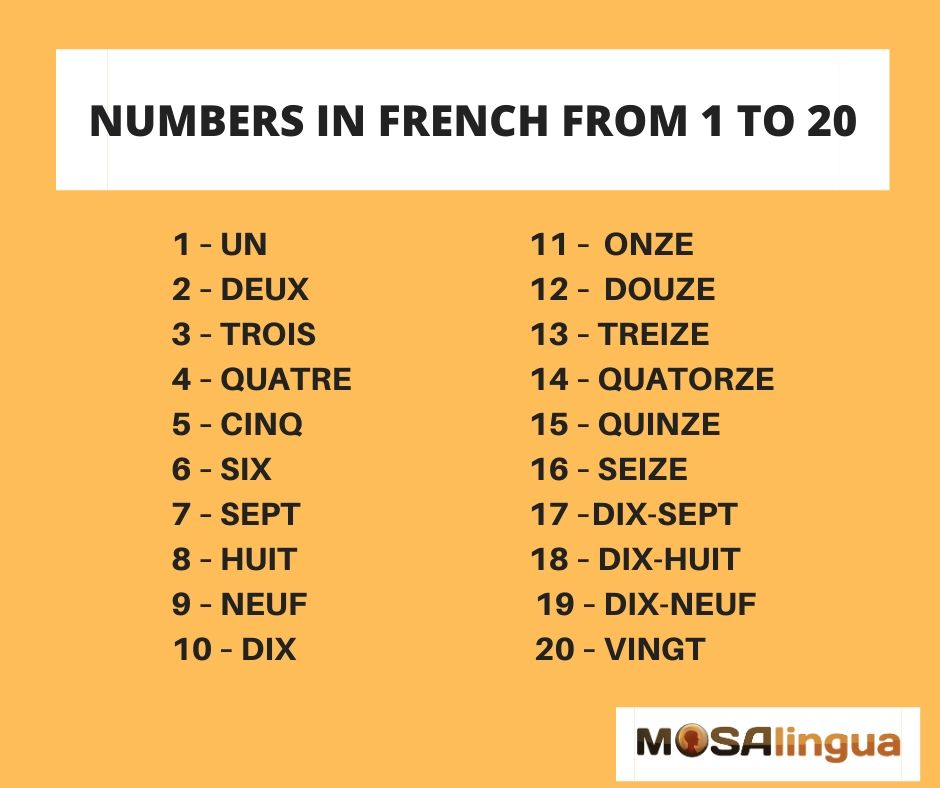 NUMBERS IN FRENCH FROM 1 TO 20
1 – UN
2 – DEUX
3 – TROIS
4 – QUATRE
5 – CINQ
6 – SIX
7 – SEPT
8 – HUIT
9 – NEUF
10 – DIX
11 – ONZE
12 – DOUZE
13 – TREIZE
14 – QUATORZE
15 – QUINZE
16 – SEIZE
17 –DIX-SEPT
18 – DIX-HUIT
19 – DIX-NEUF
20 – VINGT
MOSAlingua